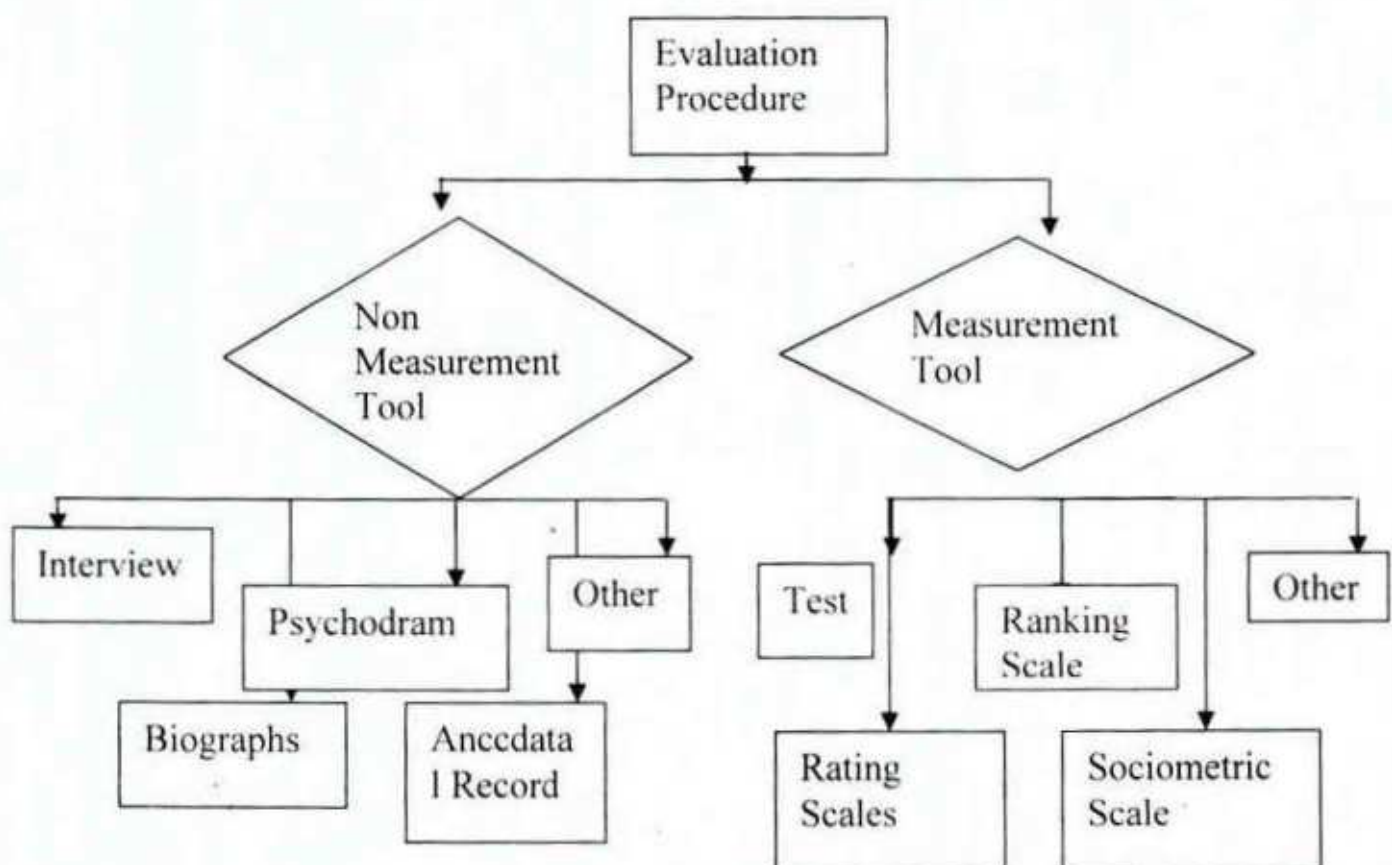 Evaluation
Procedure
Non
Measurement
Tool
Measurement
Tool
Interview
Psychodram
Other
Biographs
Anccdata
l Record
Test
Ranking
Scale
Other
Rating
Scales
Sociometric
Scale